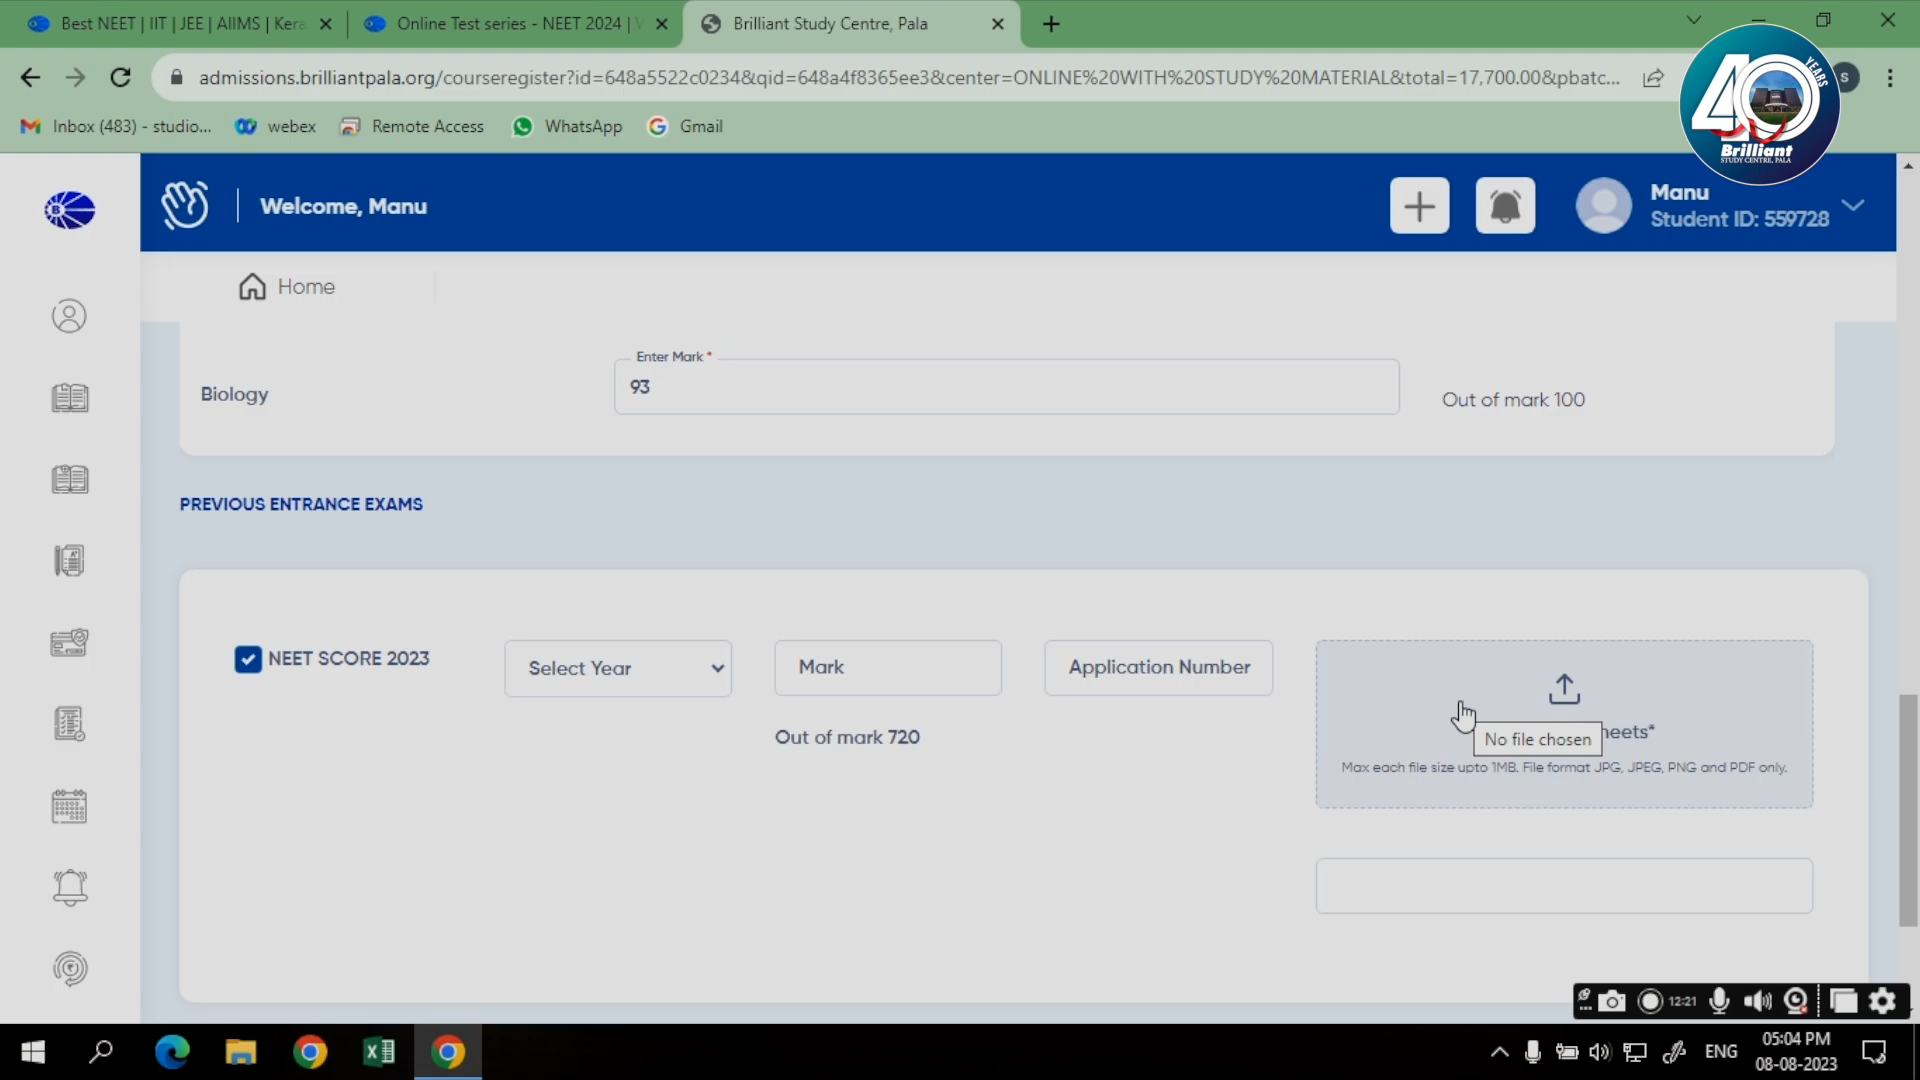 Best NEET | IIT | JEE | AIIMS | Kera
Online Test series - NEET 2024 |
Brilliant Study Centre, Pala
admissions.brilliantpala.org/courseregister?id=648a5522c0234&qid=648a4f8365ee3&center=ONLINE%20WITH%20STUDY%20MATERIAL&total=17,700.00&pbatc...
S
40 YEARS
Brilliant
STUDY CENTRE, PALA
Inbox (483) - studio...
webex
Remote Access
WhatsApp
Gmail
Welcome, Manu
Manu
Student ID: 559728
Home
Enter Mark *
Biology
93
Out of mark 100
PREVIOUS ENTRANCE EXAMS
NEET SCORE 2023
Select Year
Mark
Application Number
Out of mark 720
heets*
No file chosen
Max each file size upto 1MB. File format JPG, JPEG, PNG and PDF only.
12:21
ENG
05:04 PM
08-08-2023